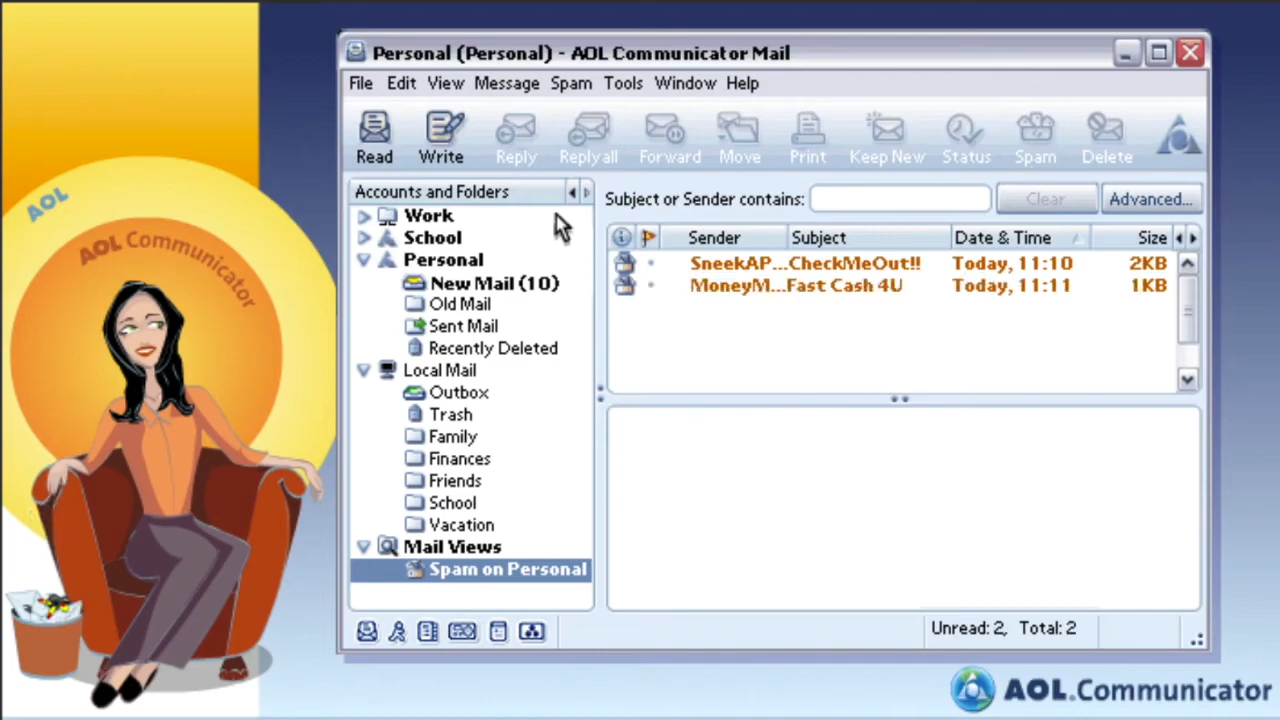 AOL
AOL Communicator
Personal (Personal) - AOL Communicator Mail
File Edit View Message Spam Tools Window Help
Read Write Reply Reply all Forward Move Print Keep New Status Spam Delete
Accounts and Folders
Work
School
Personal
New Mail (10)
Old Mail
Sent Mail
Recently Deleted
Local Mail
Outbox
Trash
Family
Finances
Friends
School
Vacation
Mail Views
Spam on Personal
Subject or Sender contains: Clear Advanced...
Sender Subject Date & Time Size
SneekAP...CheckMeOut!! Today, 11:10 2KB
MoneyM...Fast Cash 4U Today, 11:11 1KB
Unread: 2, Total: 2
AOL.Communicator